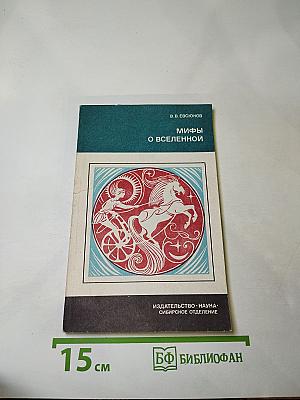 В. В. ЕВСЮКОВ
МИФЫ
О ВСЕЛЕННОЙ
ИЗДАТЕЛЬСТВО «НАУКА»
СИБИРСКОЕ ОТДЕЛЕНИЕ
15 см
БФ БИБЛИОФАН